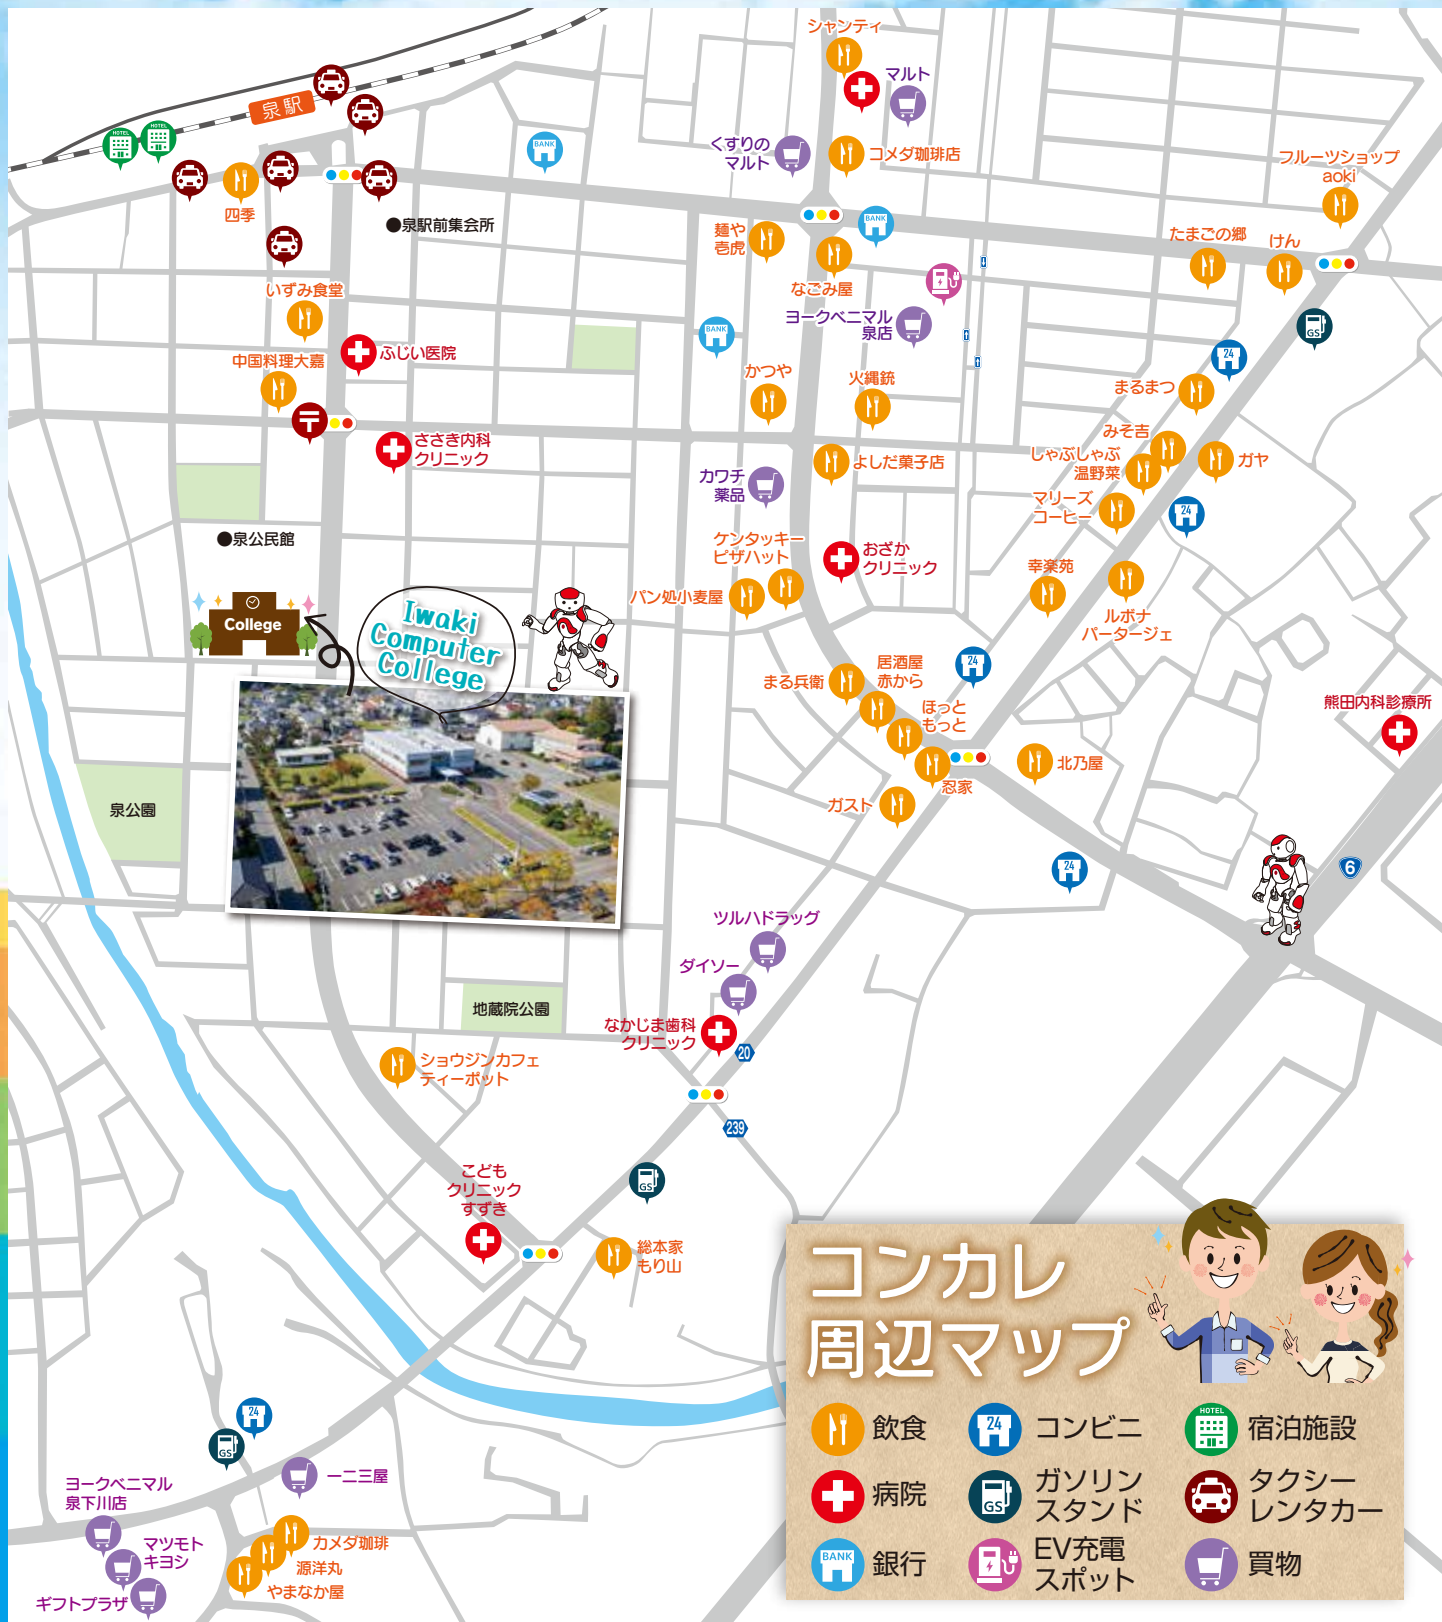 シャンティ
マルト
泉駅
HOTEL
HOTEL
BANK
くすりの
マルト
コメダ珈琲店
フルーツショップ
aoki
四季
●泉駅前集会所
麺や
壱虎
BANK
なごみ屋
たまごの郷
けん
いずみ食堂
ヨークベニマル
泉店
GS
BANK
中国料理大嘉
ふじい医院
かつや
火縄銃
24
まるまつ
ささき内科
クリニック
よしだ菓子店
みそ吉
しゃぶしゃぶ
温野菜
ガヤ
カワチ
薬品
マリーズ
コーヒー
24
●泉公民館
ケンタッキー
ピザハット
おざか
クリニック
パン処小麦屋
幸楽苑
ルボナ
パータージェ
College
Iwaki
Computer
College
まる兵衛
居酒屋
赤から
24
ほっと
もっと
熊田内科診療所
忍家
北乃屋
ガスト
泉公園
24
6
ツルハドラッグ
ダイソー
地蔵院公園
なかじま歯科
クリニック
20
ショウジンカフェ
ティーポット
239
こども
クリニック
すずき
GS
総本家
もり山
24
GS
一二三屋
ヨークベニマル
泉下川店
マツモト
キヨシ
ギフトプラザ
カメダ珈琲
源洋丸
やまなか屋
コンカレ
周辺マップ
飲食
24
コンビニ
HOTEL
宿泊施設
病院
GS
ガソリン
スタンド
タクシー
レンタカー
BANK
銀行
EV充電
スポット
買物